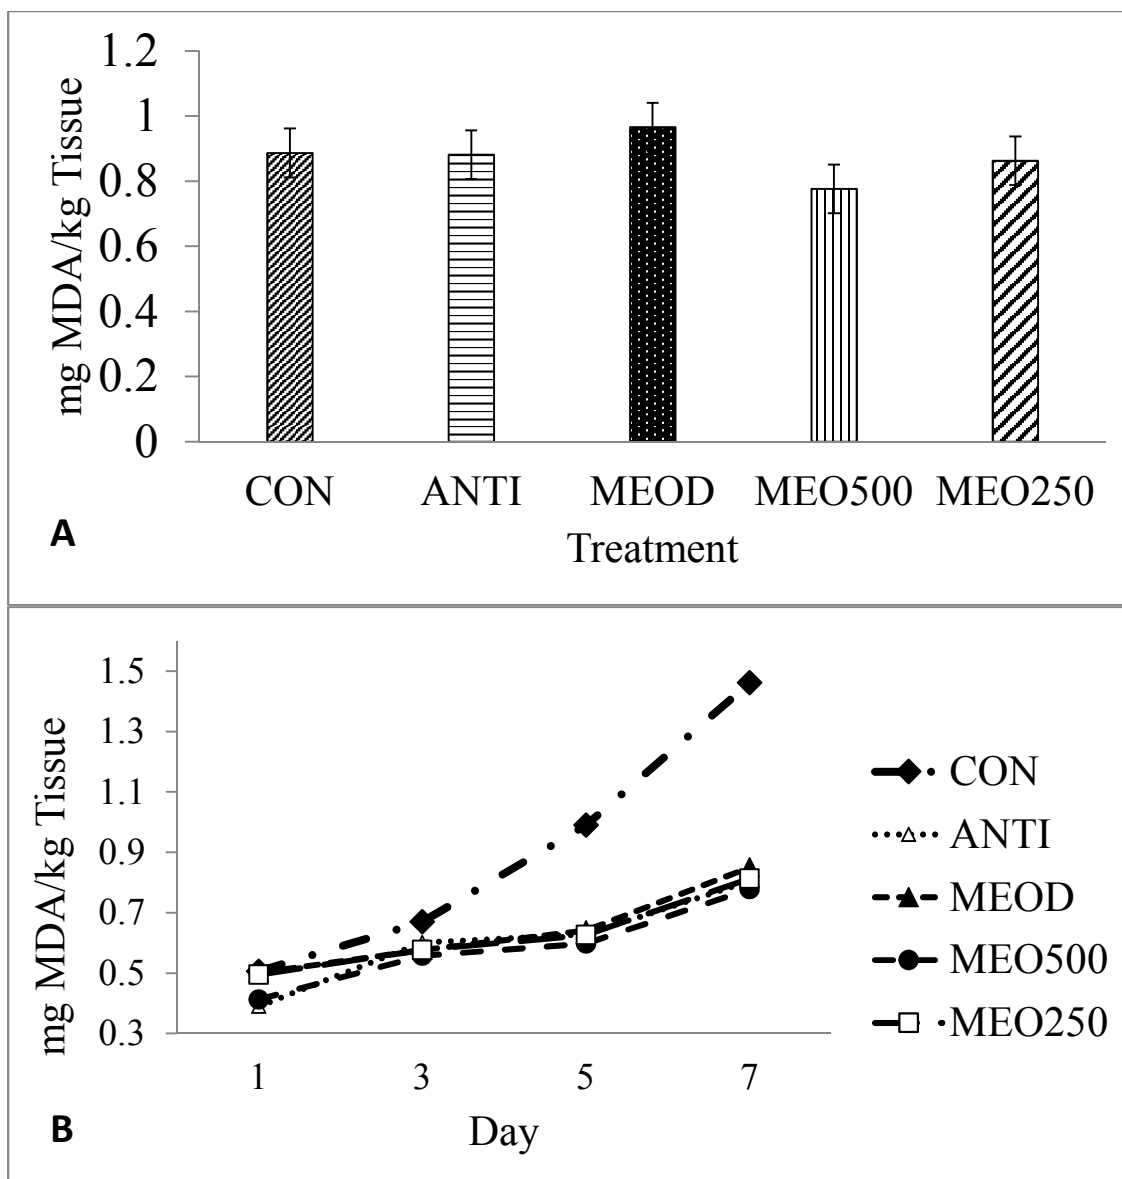 mg MDA/kg Tissue
1.2
1
0.8
0.6
0.4
0.2
0
CON ANTI MEOD MEO500 MEO250
Treatment
A
mg MDA/kg Tissue
1.5
1.3
1.1
0.9
0.7
0.5
0.3
1 3 5 7
Day
CON
ANTI
MEOD
MEO500
MEO250
B